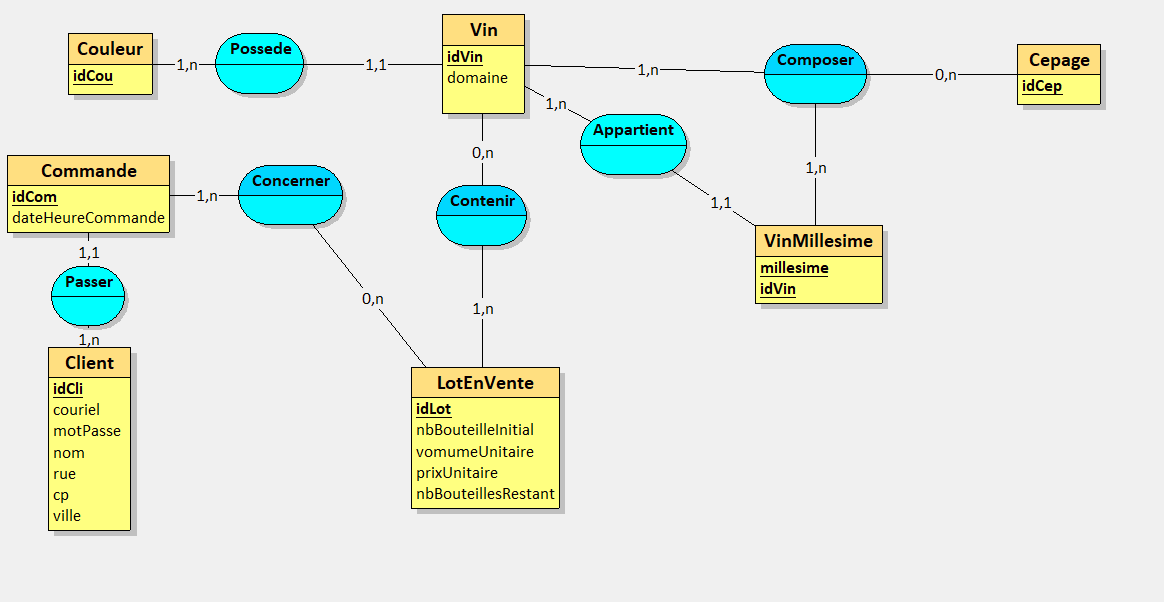 Couleur
idCou
1,n
Possede
1,1
Vin
idVin
domaine
1,n
Composer
0,n
Cepage
idCep
1,n
Appartient
1,1
1,n
VinMillesime
millesime
idVin
0,n
Contenir
1,n
Commande
idCom
dateHeureCommande
1,n
Concerner
0,n
1,1
Passer
1,n
Client
idCli
couriel
motPasse
nom
rue
cp
ville
LotEnVente
idLot
nbBouteilleInitial
vomumeUnitaire
prixUnitaire
nbBouteillesRestant